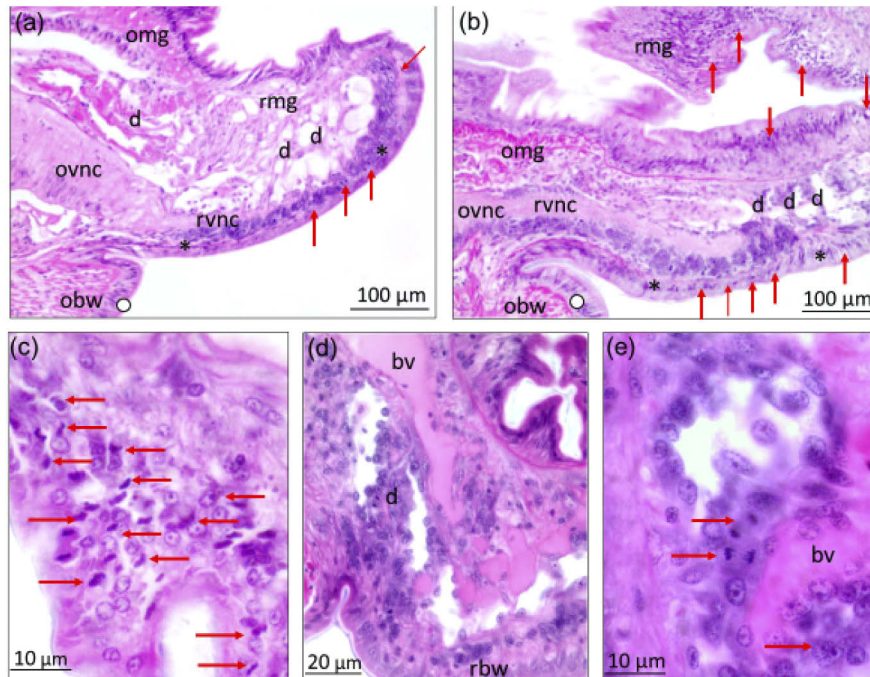 (a)
omg
d
rmg
d
d
ovnc
*
rvnc
*
obw
100 µm
(b)
rmg
omg
d d d
ovnc
rvnc
*
*
obw
100 µm
(c)
10 µm
(d)
bv
d
20 µm
rbw
(e)
bv
10 µm